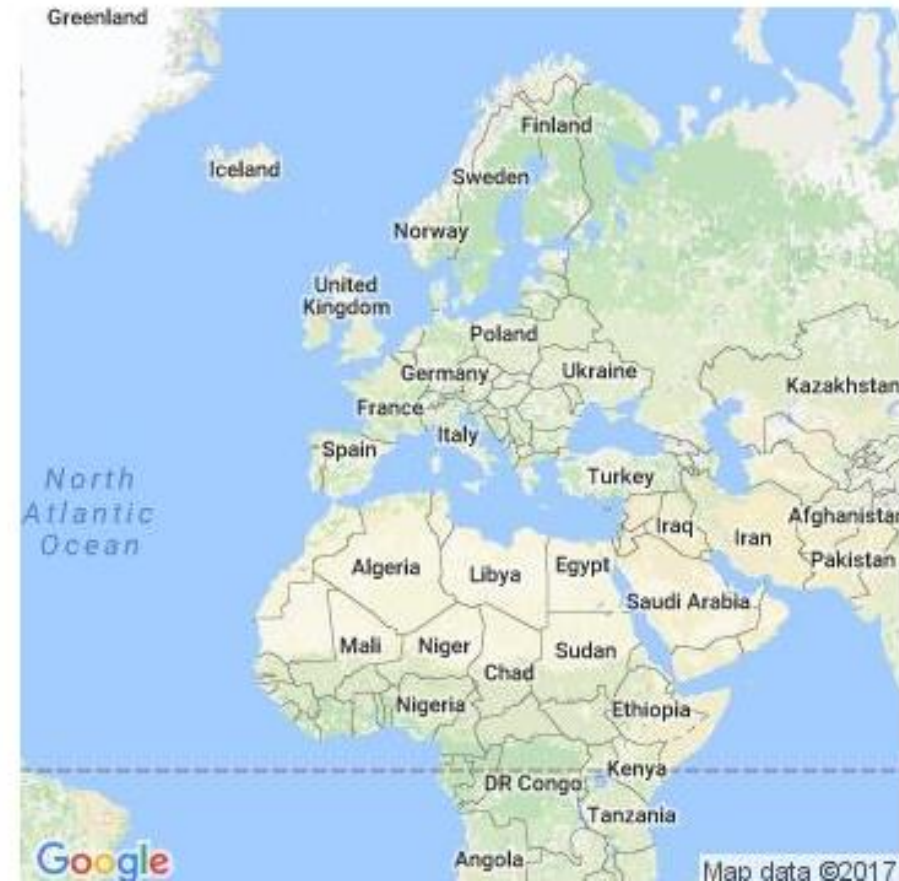 Greenland
Finland
Iceland
Sweden
Norway
United
Kingdom
Poland
Germany
Ukraine
Kazakhstan
France
Italy
Spain
Turkey
North
Atlantic
Ocean
Iraq
Iran
Afghanistan
Pakistan
Algeria
Libya
Egypt
Saudi Arabia
Mali
Niger
Sudan
Chad
Nigeria
Ethiopia
Kenya
DR Congo
Tanzania
Angola
Google
Map data ©2017